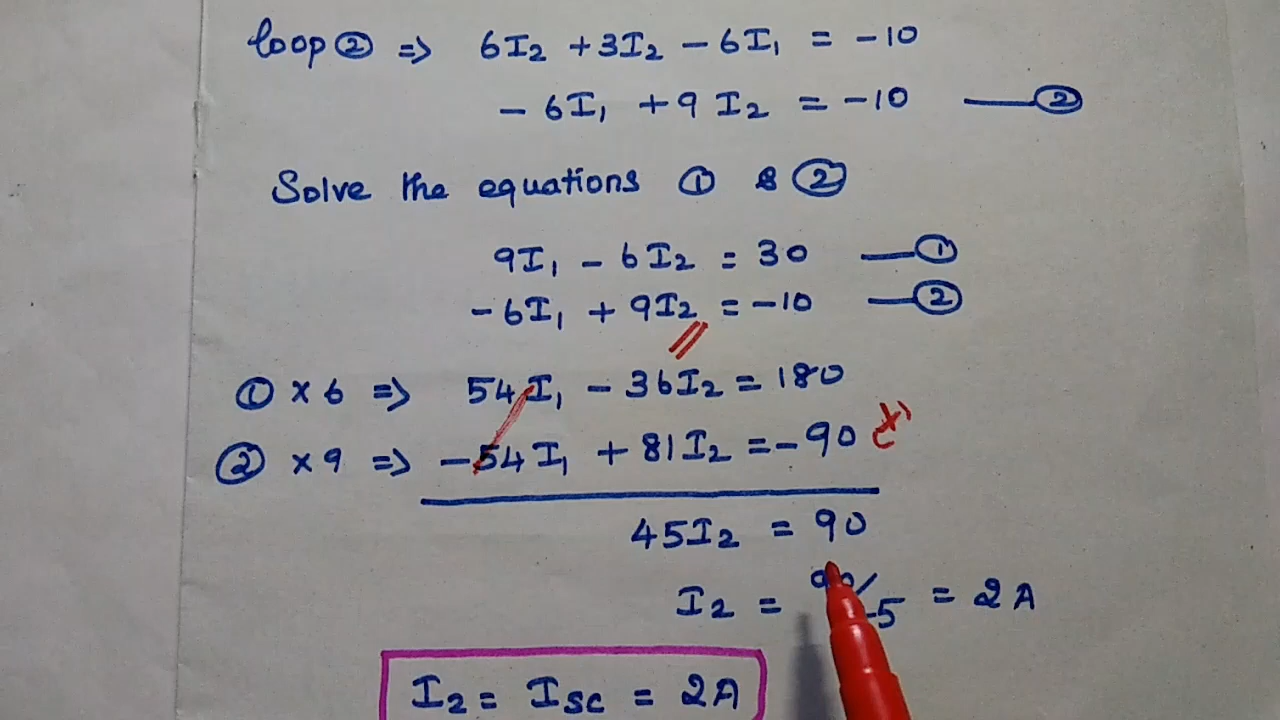 loop ② ⇒ 6I₂ + 3I₂ - 6I₁ = -10
- 6I₁ + 9I₂ = -10 — ②
Solve the equations ① & ②
9I₁ - 6I₂ = 30 — ①
-6I₁ + 9I₂ = -10 — ②
① × 6 ⇒ 54I₁ - 36I₂ = 180
② × 9 ⇒ -54I₁ + 81I₂ = -90
45I₂ = 90
I₂ = / 5 = 2A
I₂ = Isc = 2A